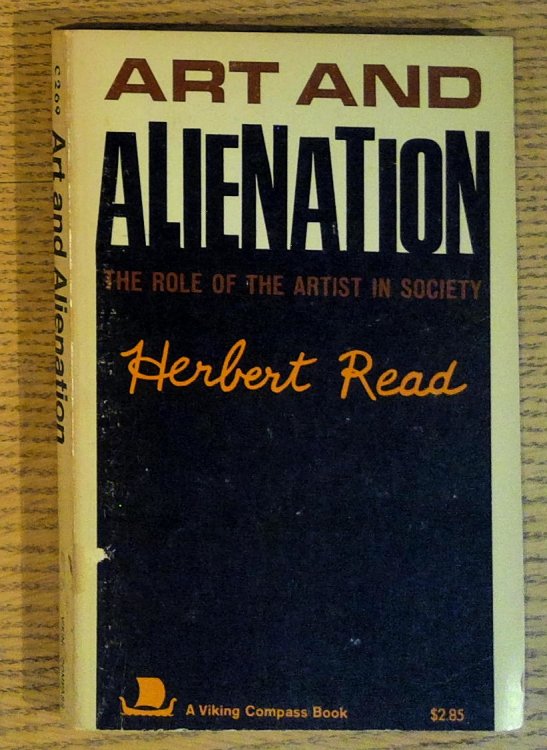 ART AND
ALIENATION
THE ROLE OF THE ARTIST IN SOCIETY
Herbert Read
A Viking Compass Book
$2.85
C269
Art and Alienation